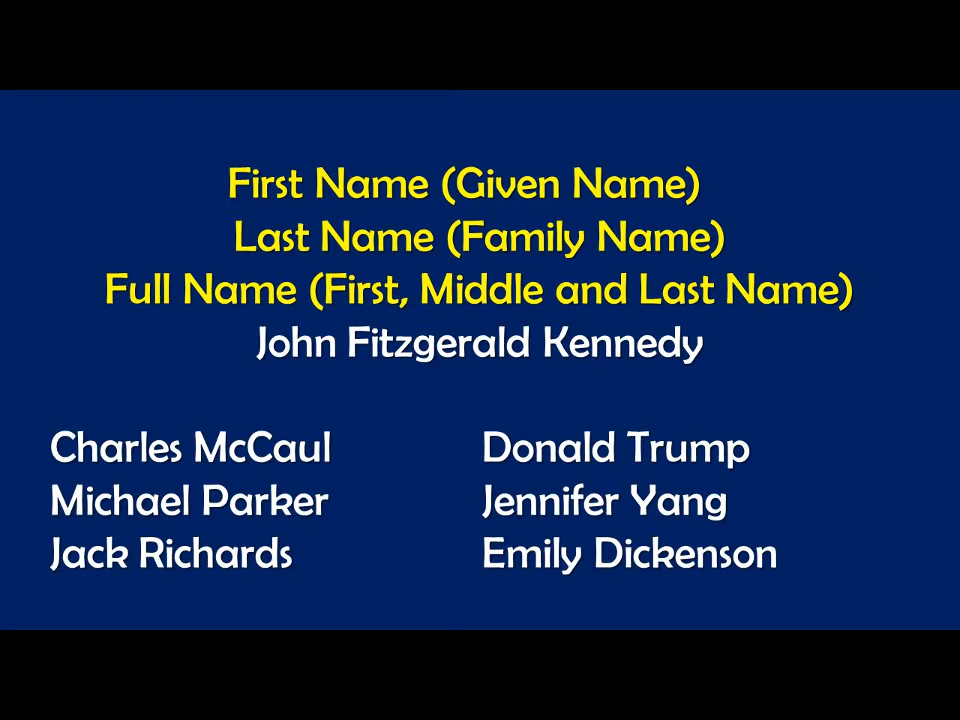 First Name (Given Name)
Last Name (Family Name)
Full Name (First, Middle and Last Name)
John Fitzgerald Kennedy
Charles McCaul
Donald Trump
Michael Parker
Jennifer Yang
Jack Richards
Emily Dickenson